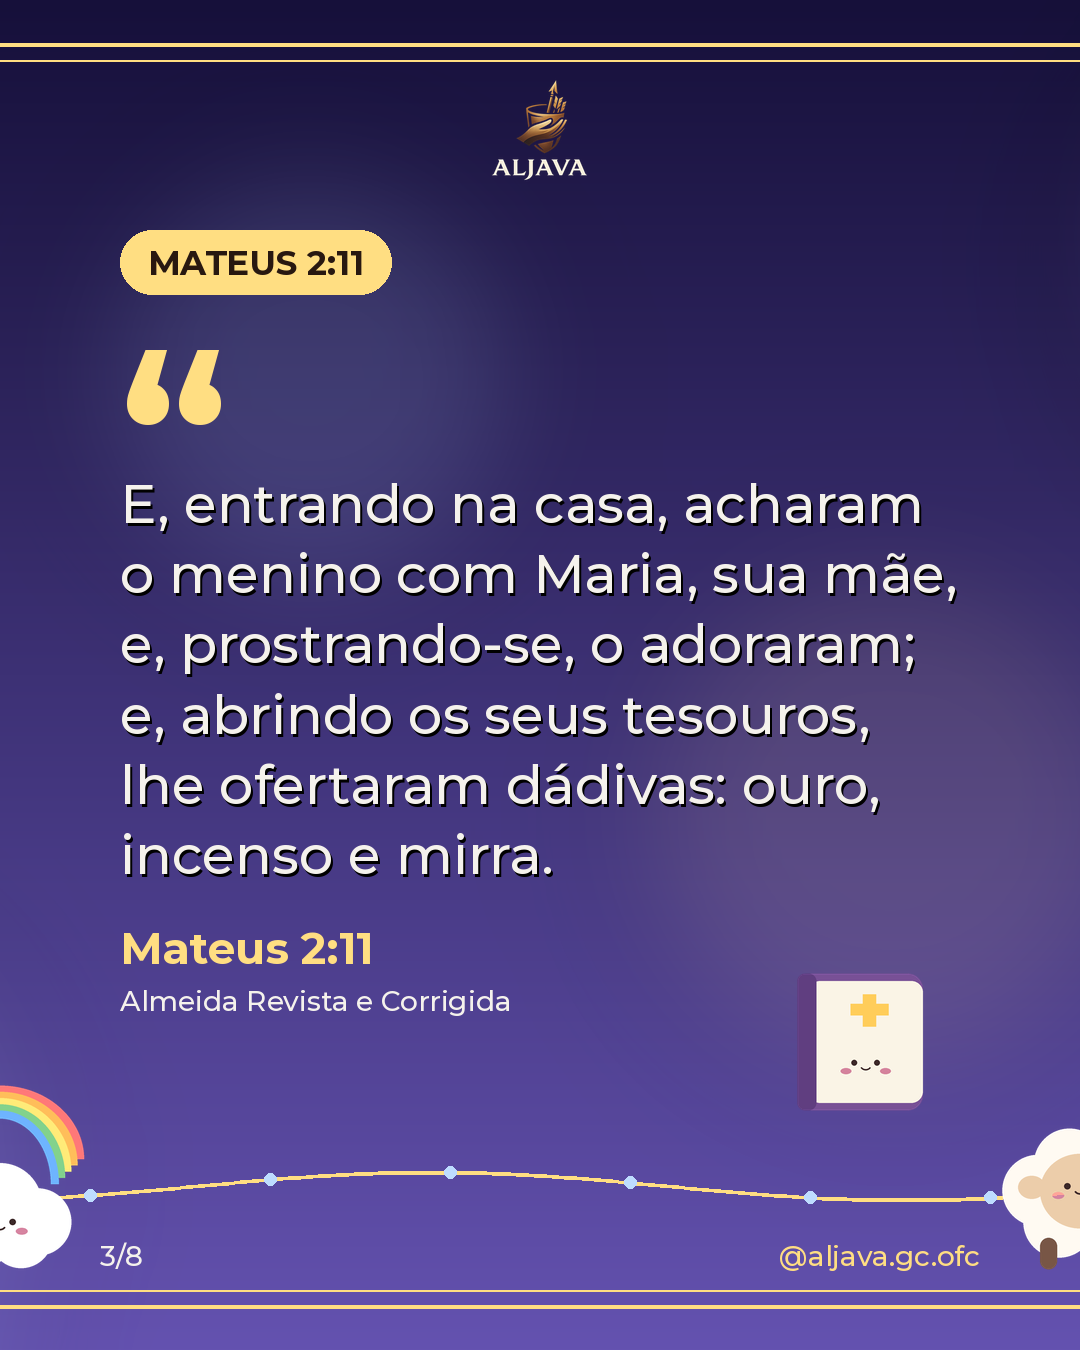 ALJAVA
MATEUS 2:11
“
E, entrando na casa, acharam
o menino com Maria, sua mãe,
e, prostrando-se, o adoraram;
e, abrindo os seus tesouros,
lhe ofertaram dádivas: ouro,
incenso e mirra.
Mateus 2:11
Almeida Revista e Corrigida
3/8
@aljava.gc.ofc